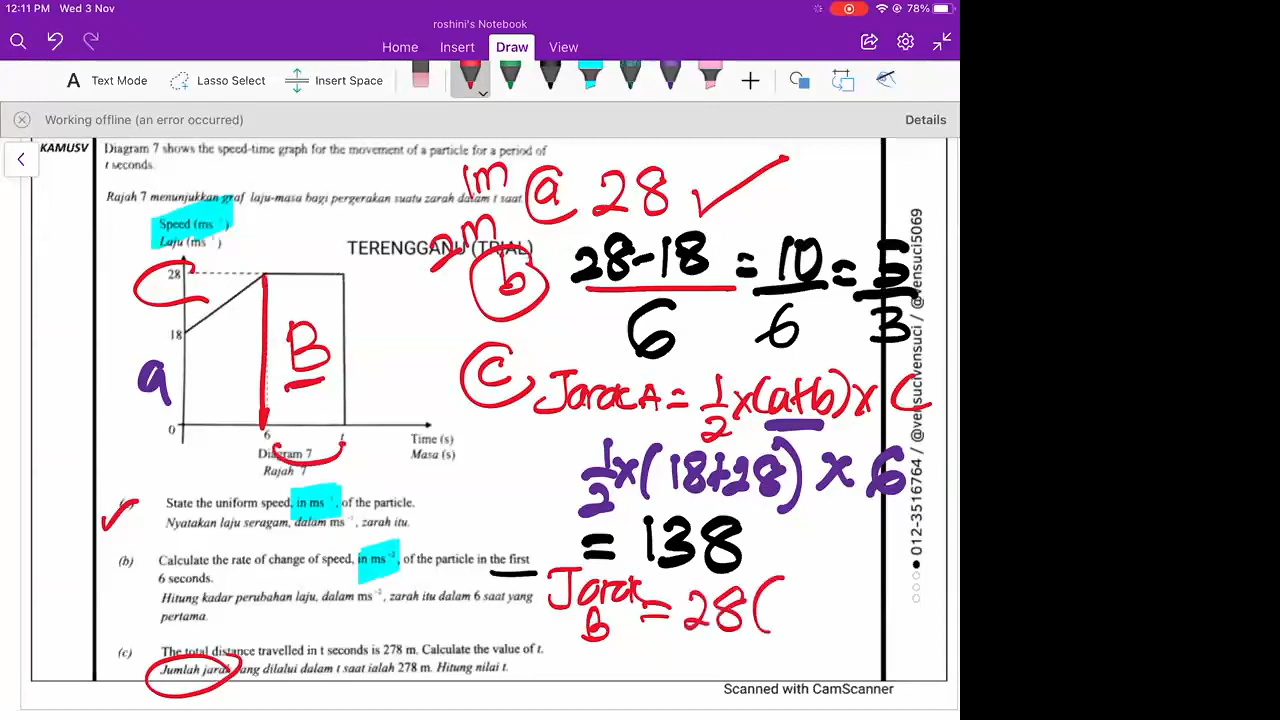 12:11 PM Wed 3 Nov 78%
roshini's Notebook
Home Insert Draw View
A Text Mode Lasso Select Insert Space
Working offline (an error occurred) Details
KAMUSV
Diagram 7 shows the speed-time graph for the movement of a particle for a period of
t seconds.
Rajah 7 menunjukkan graf laju-masa bagi pergerakan suatu zarah dalam t saat.
Speed (ms⁻¹)
Laju (ms⁻¹)
TERENGGANU (TRIAL)
28
18
0
6
t
Time (s)
Masa (s)
Diagram 7
Rajah 7
a
B
(a) State the uniform speed, in ms⁻¹, of the particle.
Nyatakan laju seragam, dalam ms⁻¹, zarah itu.
(b) Calculate the rate of change of speed, in ms⁻², of the particle in the first
6 seconds.
Hitung kadar perubahan laju, dalam ms⁻², zarah itu dalam 6 saat yang
pertama.
(c) The total distance travelled in t seconds is 278 m. Calculate the value of t.
Jumlah jarak yang dilalui dalam t saat ialah 278 m. Hitung nilai t.
1m (a) 28 ✓
2m (b) 28-18/6 = 10/6 = 5/3
(c) Jarak A = 1/2 × (a+b) × C
1/2 × (18+28) × 6
= 138
Jarak B = 28(
012-3516764 / @vensucivensuci / @vensuci5069
Scanned with CamScanner